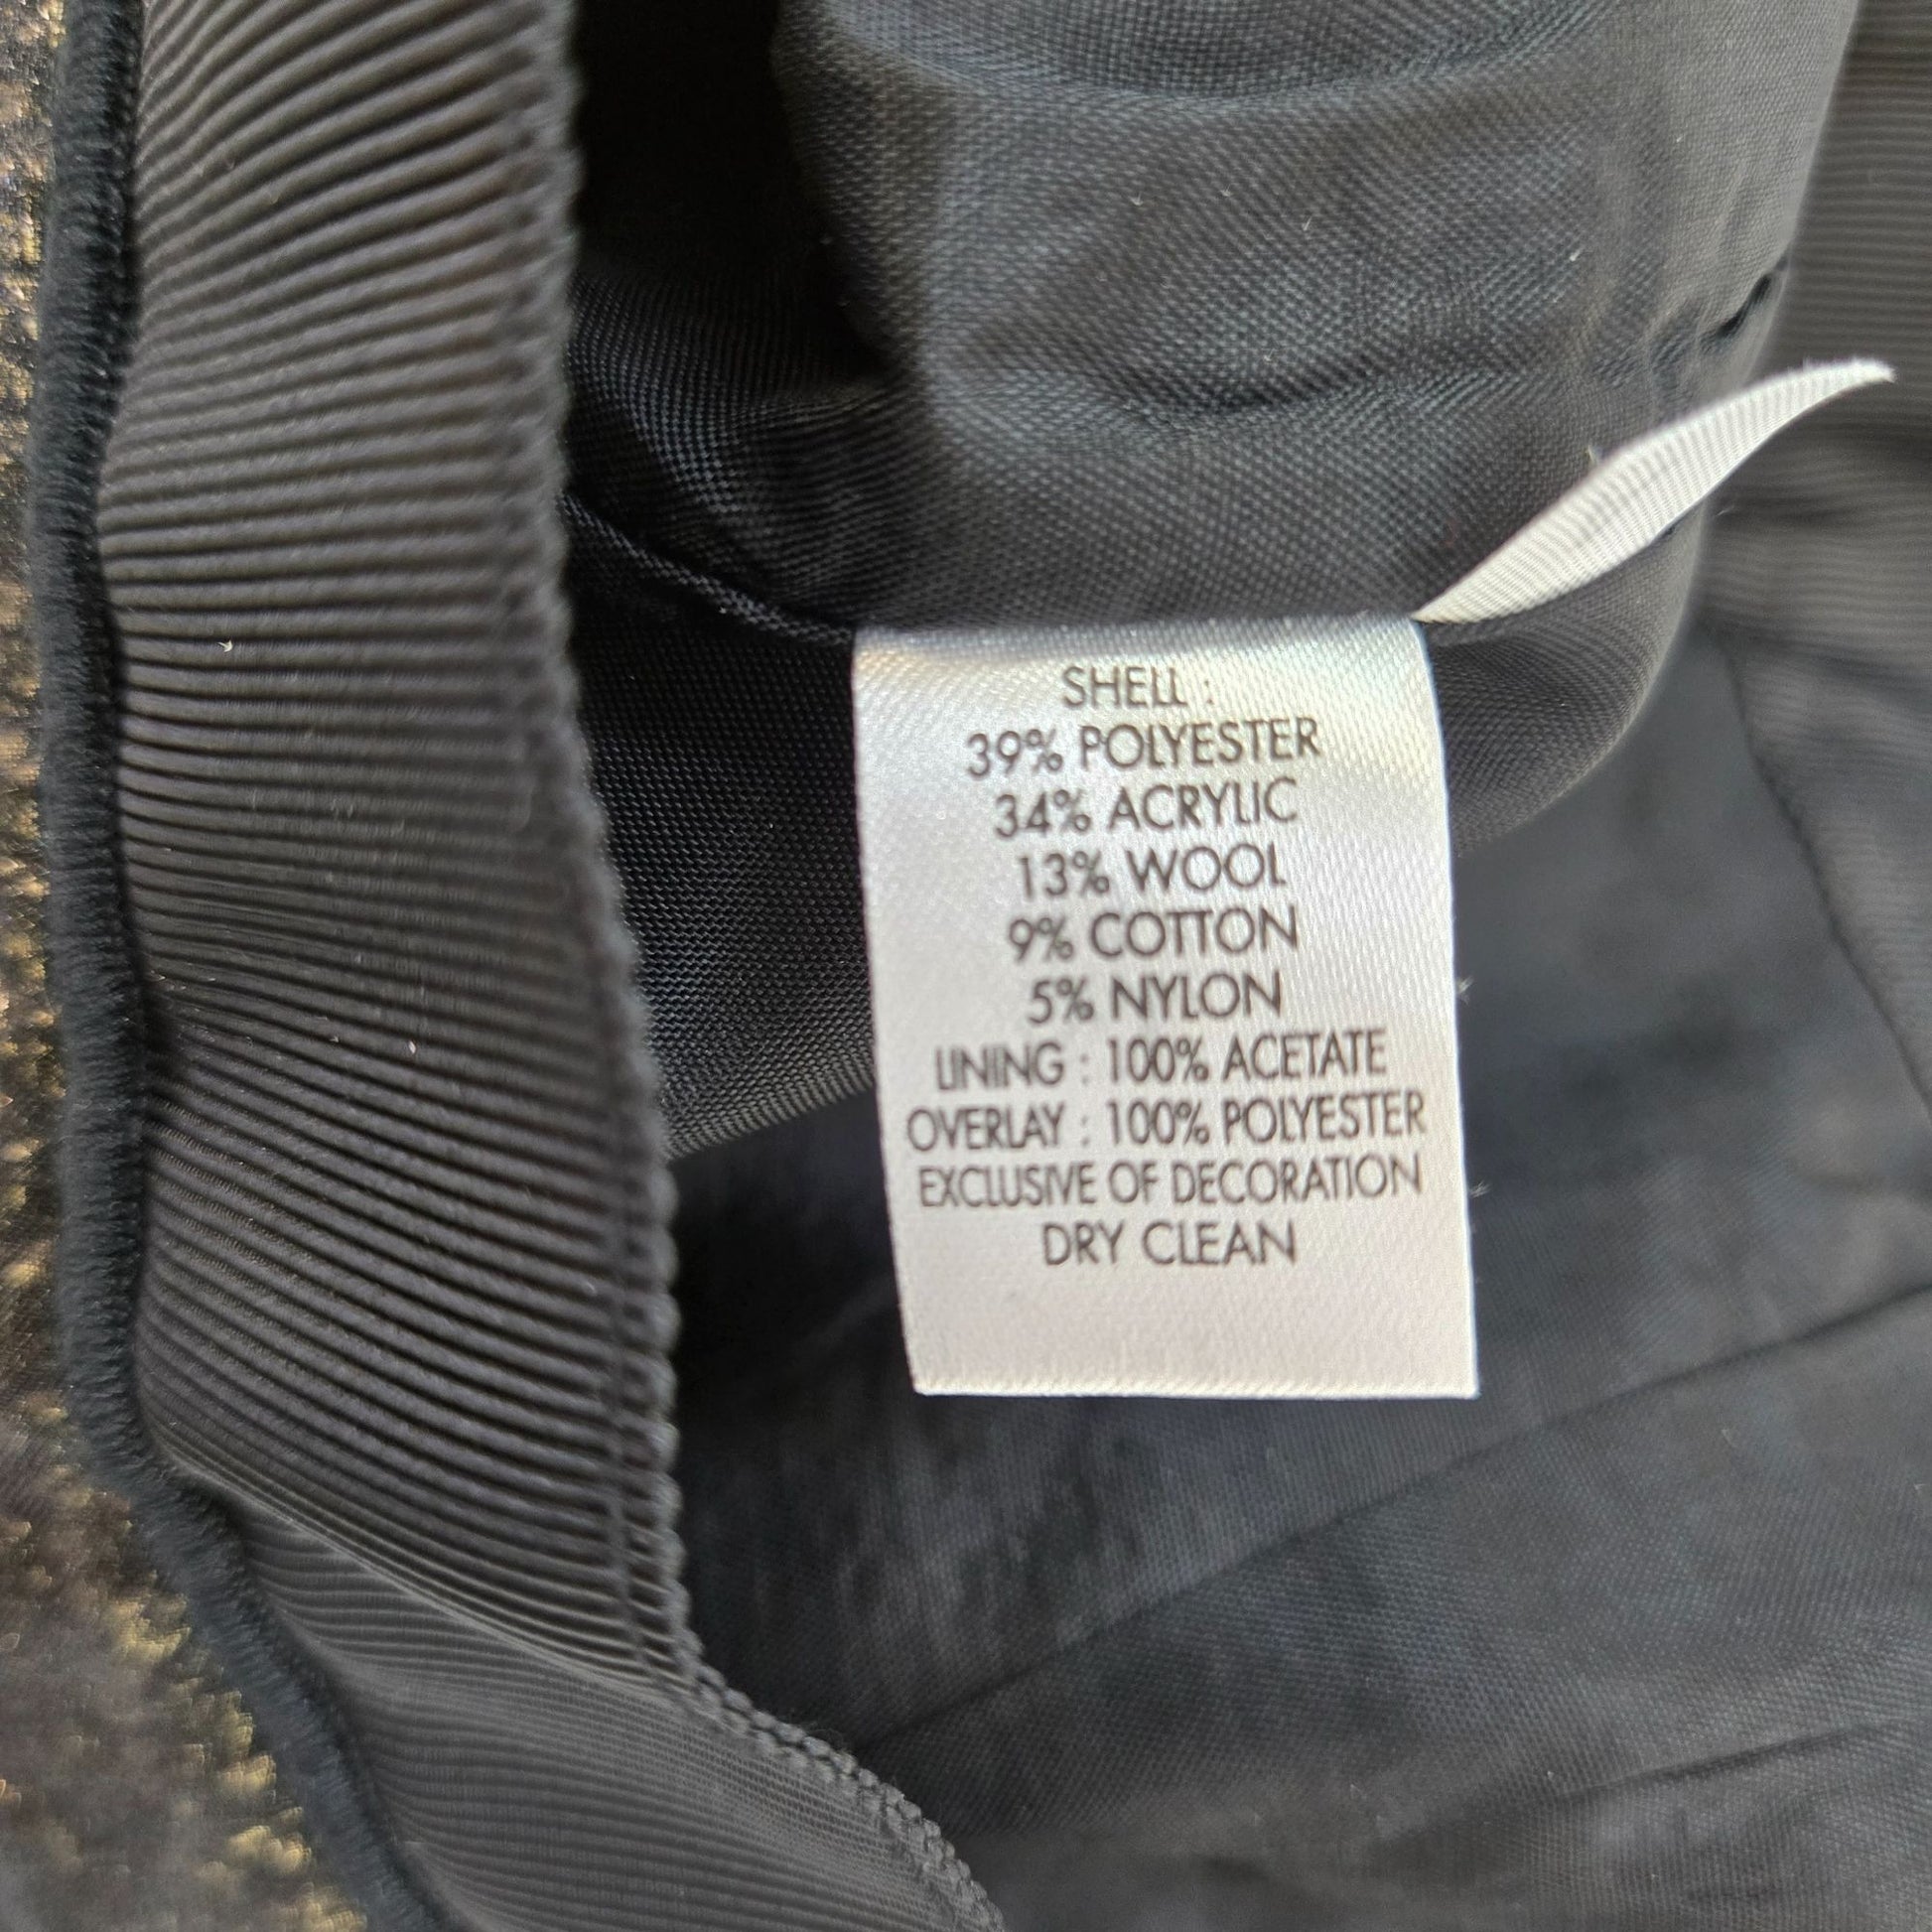 SHELL :
39% POLYESTER
34% ACRYLIC
13% WOOL
9% COTTON
5% NYLON
LINING : 100% ACETATE
OVERLAY : 100% POLYESTER
EXCLUSIVE OF DECORATION
DRY CLEAN